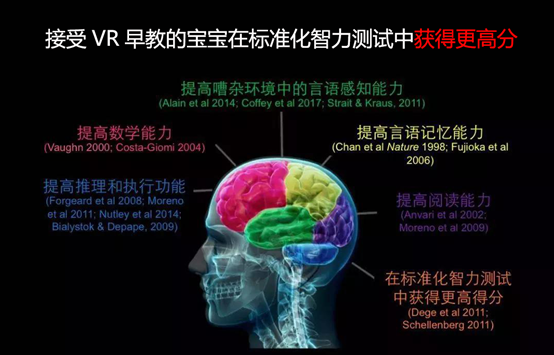 接受 VR 早教的宝宝在标准化智力测试中获得更高分
提高嘈杂环境中的言语感知能力
(Alain et al 2014; Coffey et al 2017; Strait & Kraus, 2011)
提高数学能力
(Vaughn 2000; Costa-Giomi 2004)
提高言语记忆能力
(Chan et al Nature 1998; Fujioka et al
2006)
提高推理和执行功能
(Forgeard et al 2008; Moreno
et al 2011; Nutley et al 2014;
Bialystok & Depape, 2009)
提高阅读能力
(Anvari et al 2002;
Moreno et al 2009)
在标准化智力测试
中获得更高得分
(Dege et al 2011;
Schellenberg 2011)